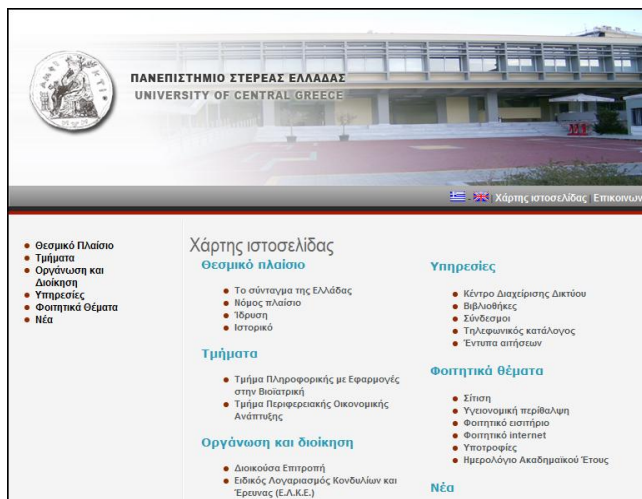 ΠΑΝΕΠΙΣΤΗΜΙΟ ΣΤΕΡΕΑΣ ΕΛΛΑΔΑΣ
UNIVERSITY OF CENTRAL GREECE
- | Χάρτης ιστοσελίδας | Επικοινων
Θεσμικό Πλαίσιο
Τμήματα
Οργάνωση και
Διοίκηση
Υπηρεσίες
Φοιτητικά Θέματα
Νέα
Χάρτης ιστοσελίδας
Θεσμικό πλαίσιο
Το σύνταγμα της Ελλάδας
Νόμος πλαίσιο
Ίδρυση
Ιστορικό
Τμήματα
Τμήμα Πληροφορικής με Εφαρμογές
στην Βιοϊατρική
Τμήμα Περιφερειακής Οικονομικής
Ανάπτυξης
Οργάνωση και διοίκηση
Διοικούσα Επιτροπή
Ειδικός Λογαριασμός Κονδυλίων και
Έρευνας (Ε.Λ.Κ.Ε.)
Υπηρεσίες
Κέντρο Διαχείρισης Δικτύου
Βιβλιοθήκες
Σύνδεσμοι
Τηλεφωνικός κατάλογος
Έντυπα αιτήσεων
Φοιτητικά θέματα
Σίτιση
Υγειονομική περίθαλψη
Φοιτητικό εισιτήριο
Φοιτητικό internet
Υποτροφίες
Ημερολόγιο Ακαδημαϊκού Έτους
Νέα